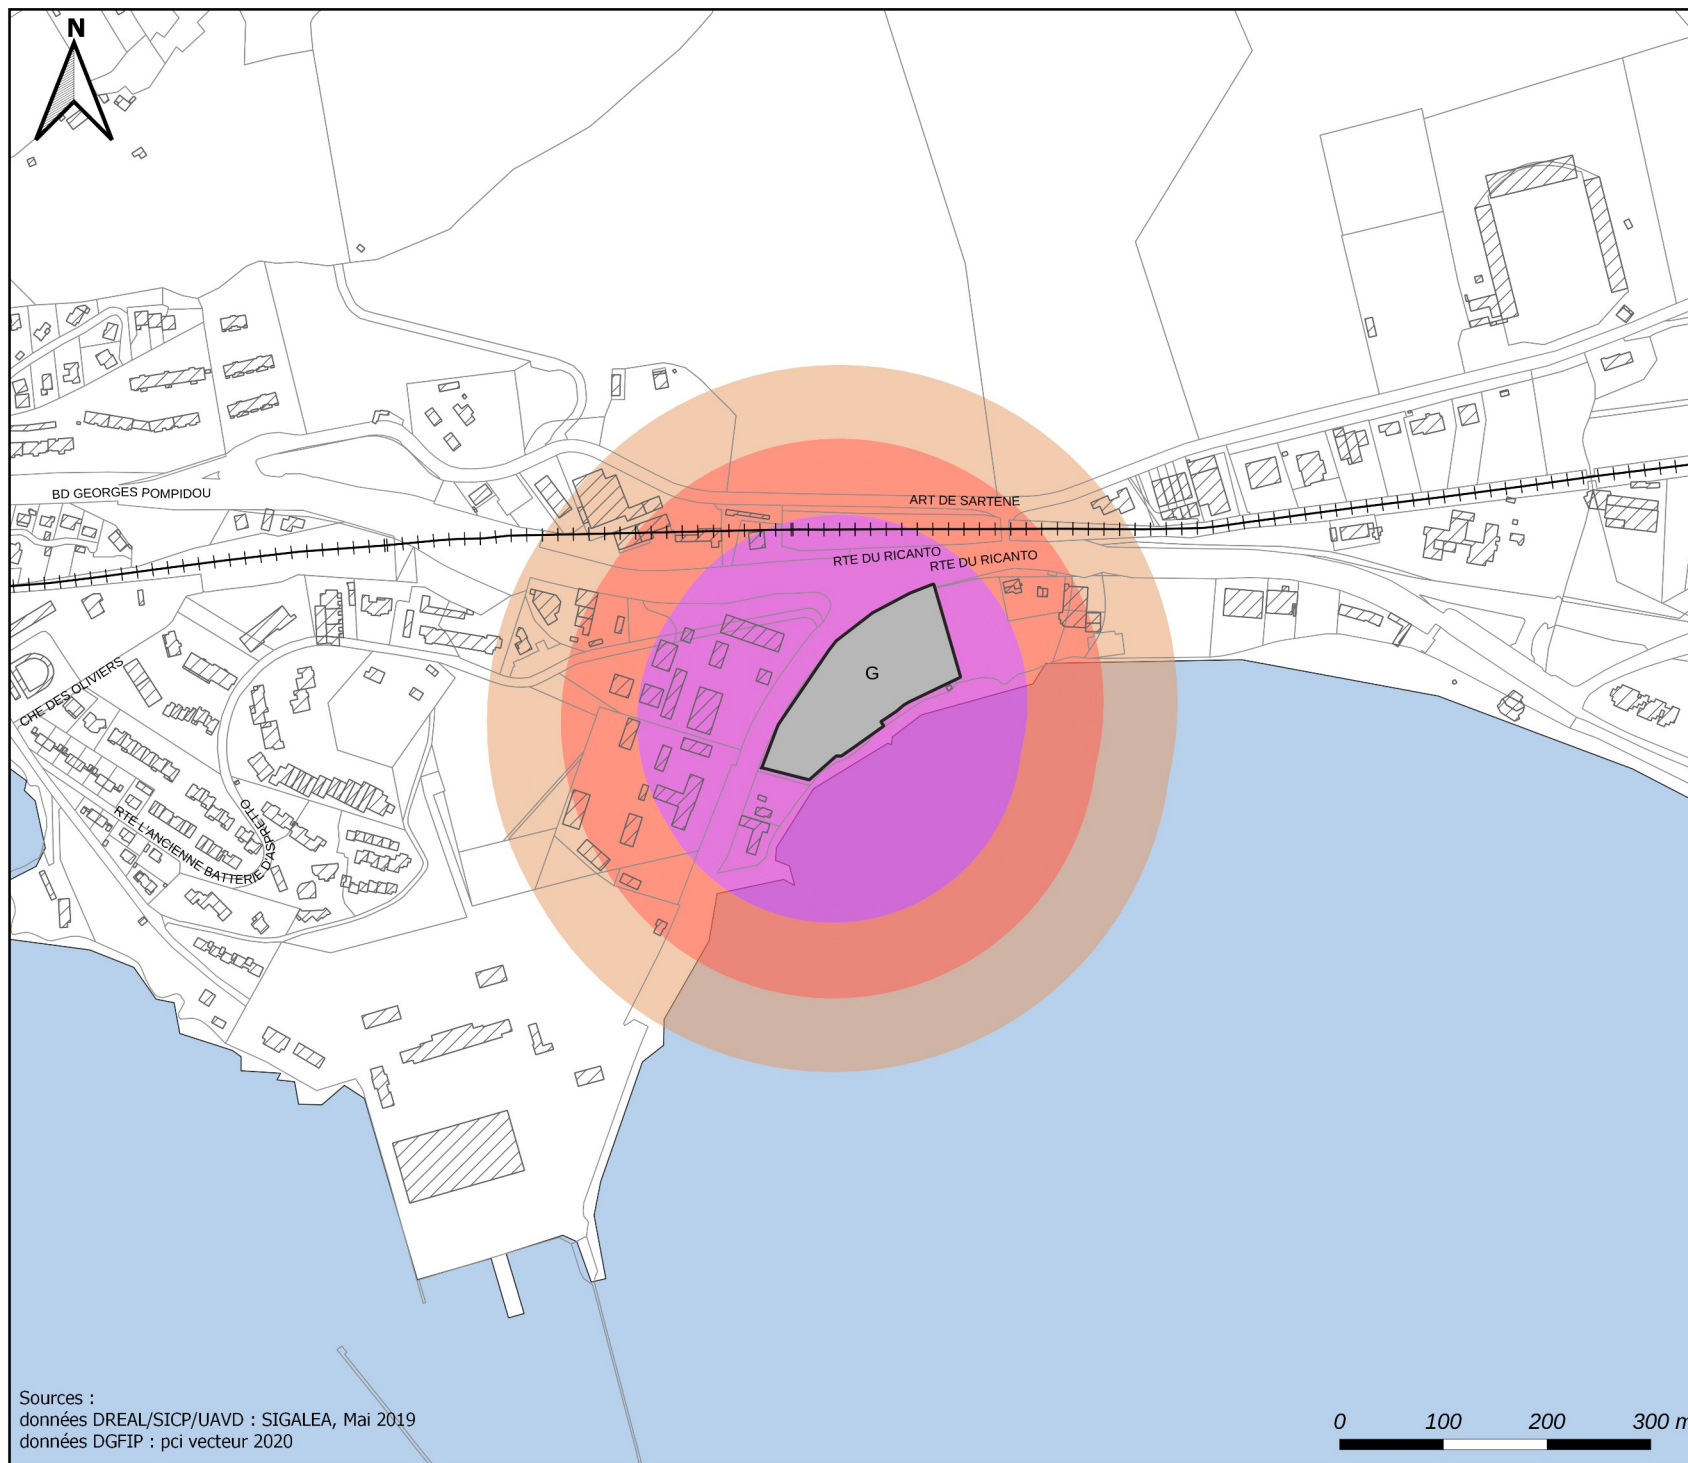 N
BD GEORGES POMPIDOU
ART DE SARTENE
RTE DU RICANTO
RTE DU RICANTO
G
CHE DES OLIVIERS
RTE L'ANCIENNE BATTERIE D'ASPRETTO
Sources :
données DREAL/SICP/UAVD : SIGALEA, Mai 2019
données DGFIP : pci vecteur 2020
0 100 200 300 m